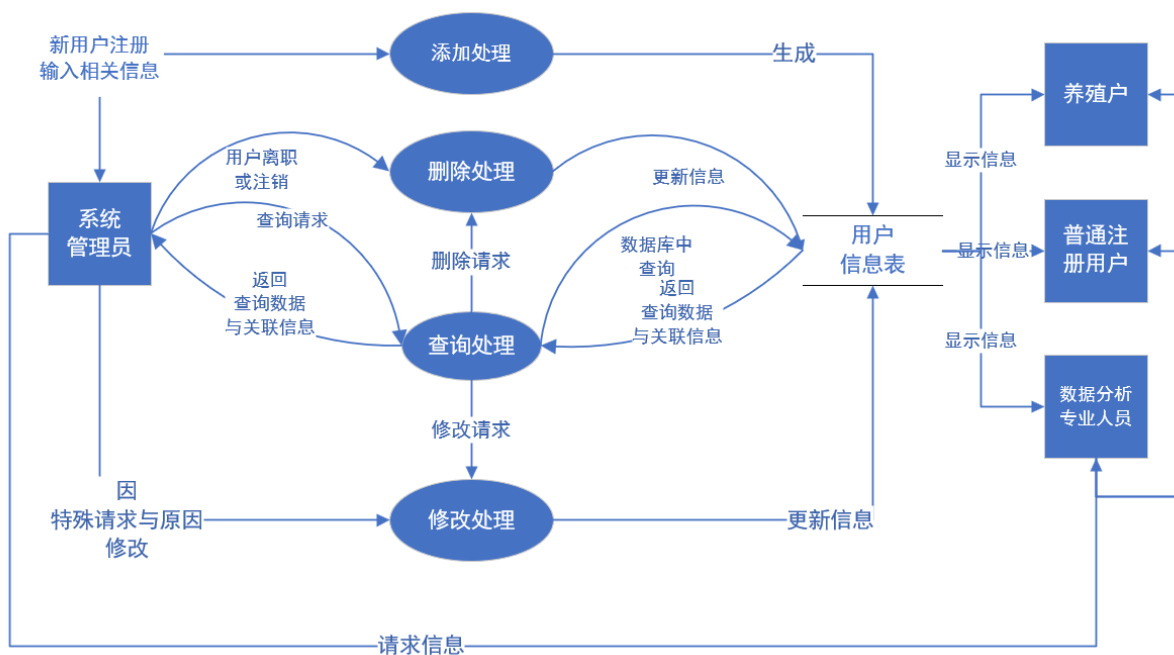 新用户注册
输入相关信息
添加处理
生成
养殖户
用户离职
或注销
删除处理
更新信息
显示信息
系统
管理员
查询请求
删除请求
数据库中
查询
用户
信息表
显示信息
普通注
册用户
返回
查询数据
与关联信息
返回
查询数据
与关联信息
查询处理
显示信息
数据分析
专业人员
修改请求
因
特殊请求与原因
修改
修改处理
更新信息
请求信息